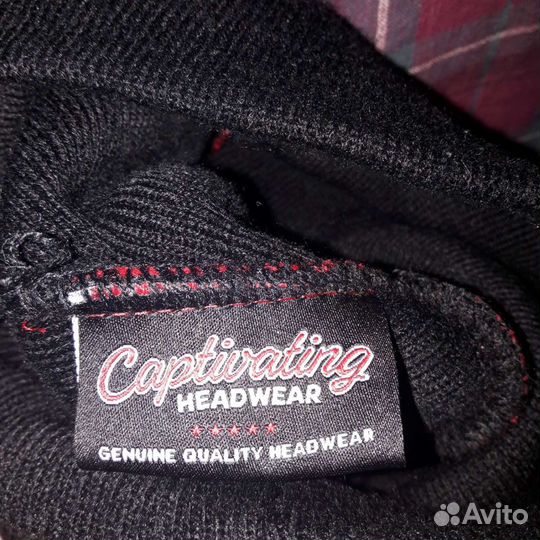 Captivating
HEADWEAR
GENUINE QUALITY HEADWEAR
Avito